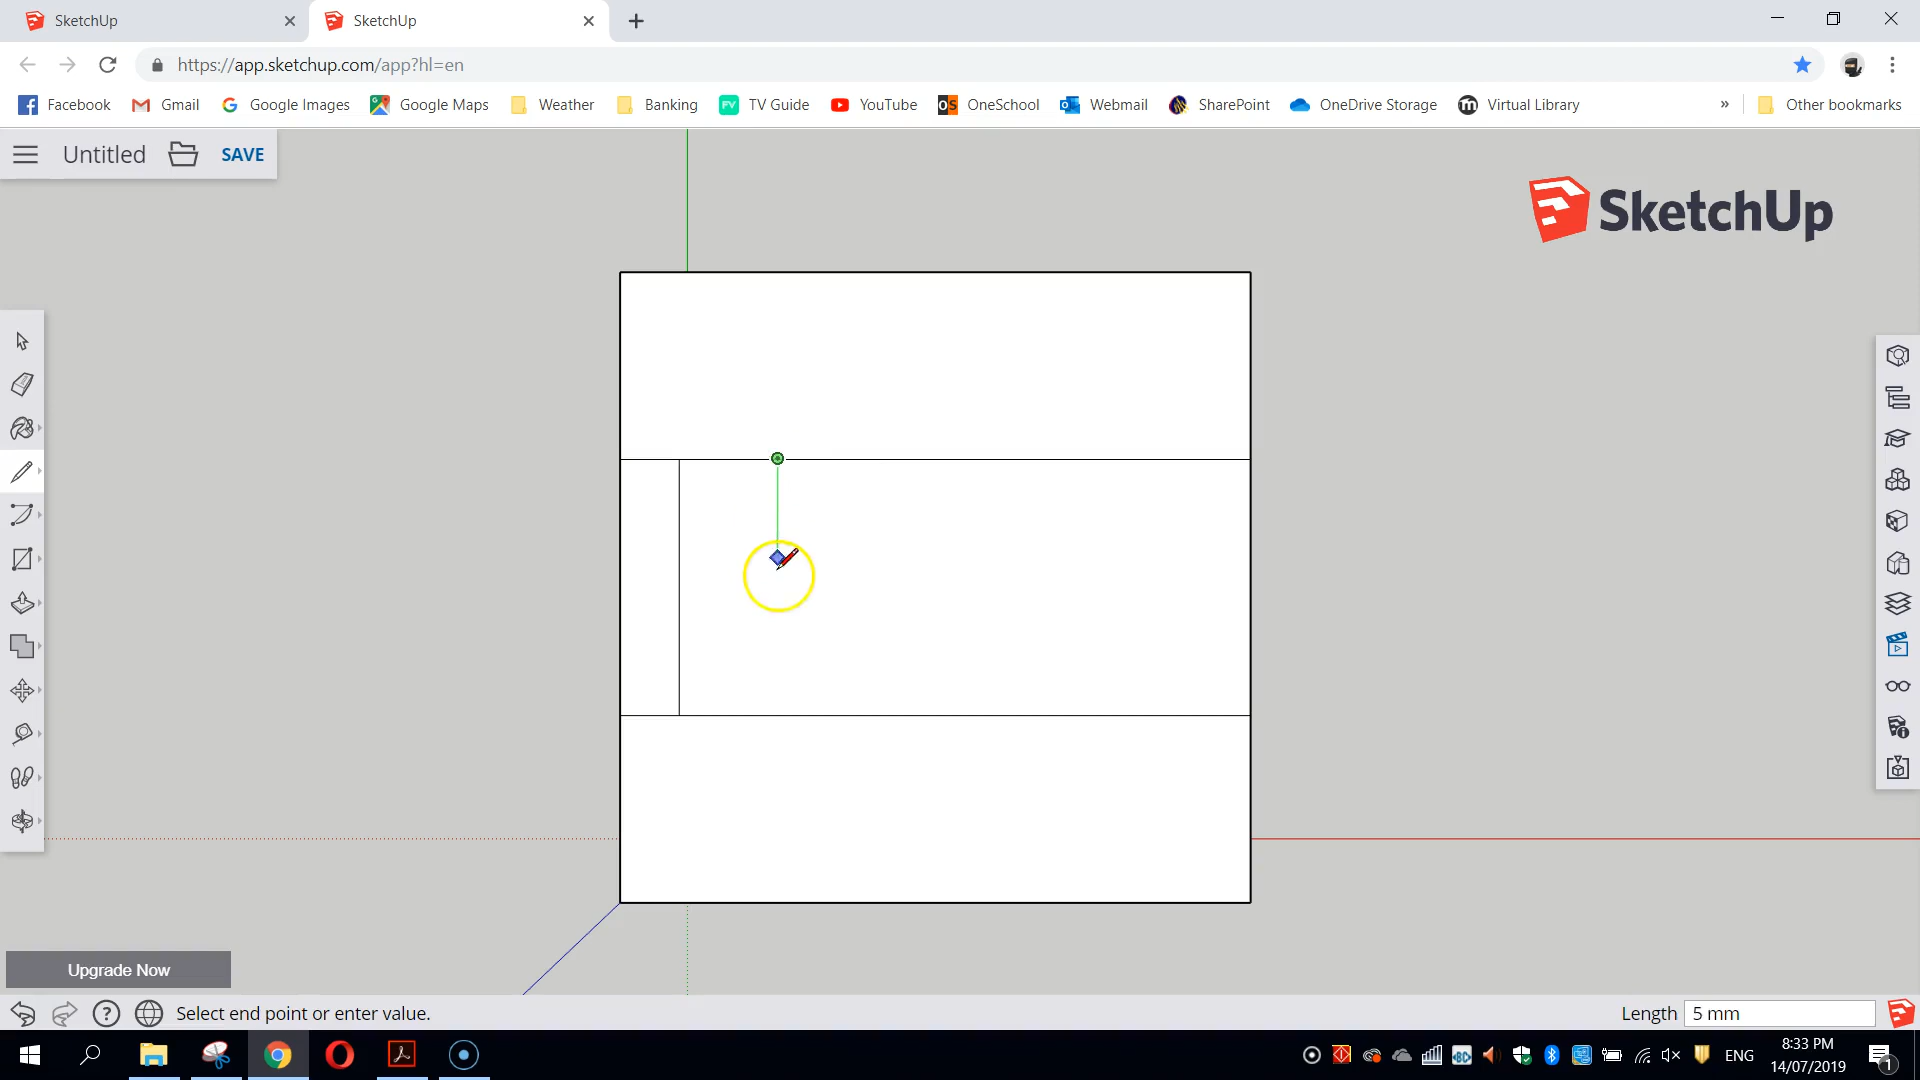 SketchUp
SketchUp
https://app.sketchup.com/app?hl=en
Facebook Gmail Google Images Google Maps Weather Banking TV Guide YouTube OneSchool Webmail SharePoint OneDrive Storage Virtual Library » Other bookmarks
Untitled SAVE
SketchUp
Upgrade Now
Select end point or enter value.
Length 5 mm
ENG
8:33 PM
14/07/2019
1